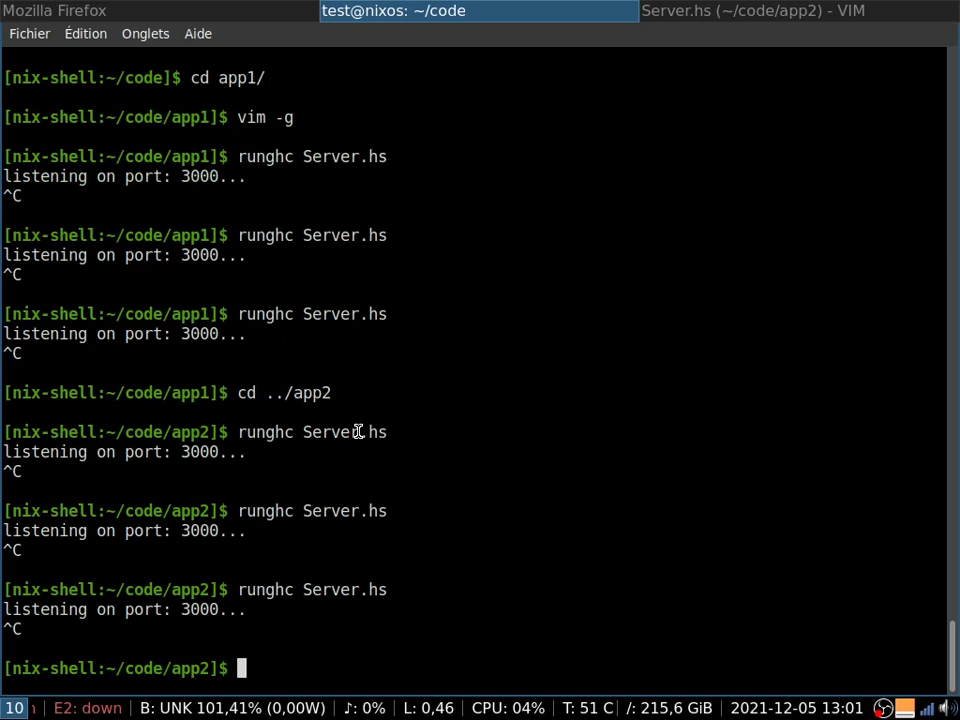 Mozilla Firefox
test@nixos: ~/code
Server.hs (~/code/app2) - VIM
Fichier Édition Onglets Aide
[nix-shell:~/code]$ cd app1/
[nix-shell:~/code/app1]$ vim -g
[nix-shell:~/code/app1]$ runghc Server.hs
listening on port: 3000...
^C
[nix-shell:~/code/app1]$ runghc Server.hs
listening on port: 3000...
^C
[nix-shell:~/code/app1]$ runghc Server.hs
listening on port: 3000...
^C
[nix-shell:~/code/app1]$ cd ../app2
[nix-shell:~/code/app2]$ runghc Server.hs
listening on port: 3000...
^C
[nix-shell:~/code/app2]$ runghc Server.hs
listening on port: 3000...
^C
[nix-shell:~/code/app2]$ runghc Server.hs
listening on port: 3000...
^C
[nix-shell:~/code/app2]$
10 | E2: down | B: UNK 101,41% (0,00W) | ♪: 0% | L: 0,46 | CPU: 04% | T: 51 C | /: 215,6 GiB | 2021-12-05 13:01